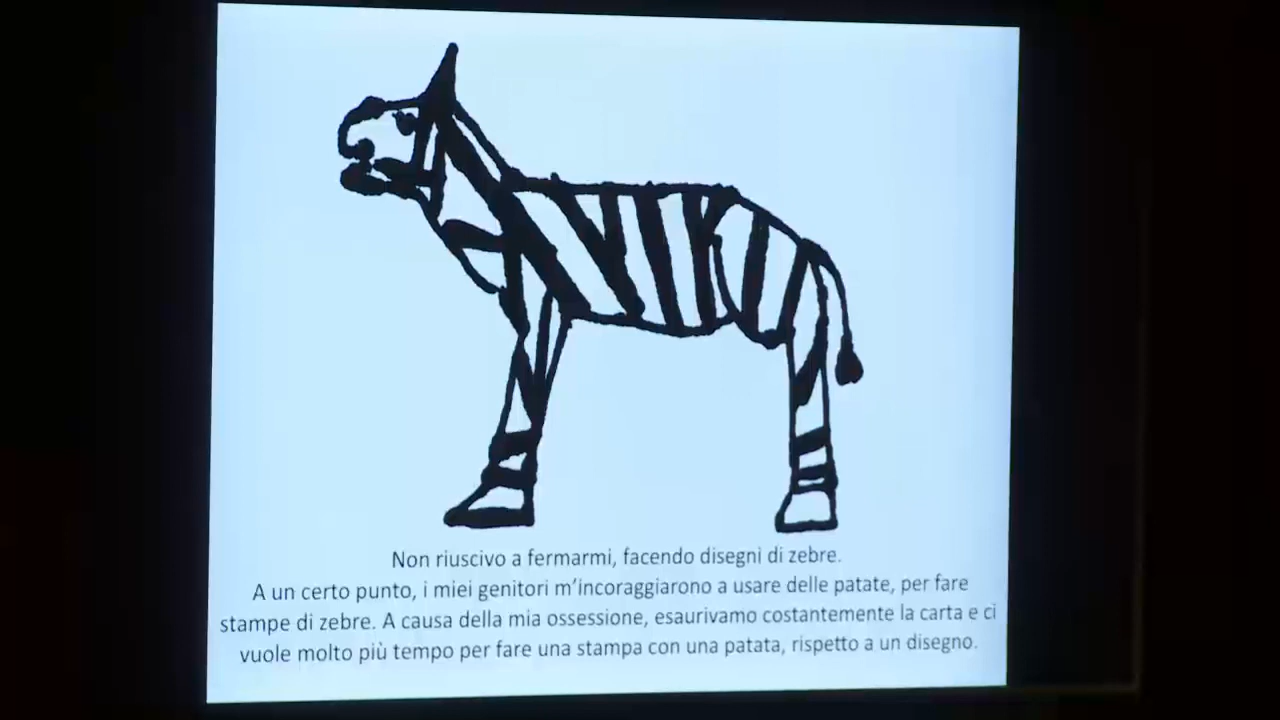 Non riuscivo a fermarmi, facendo disegni di zebre.
A un certo punto, i miei genitori m'incoraggiarono a usare delle patate, per fare
stampe di zebre. A causa della mia ossessione, esaurivamo costantemente la carta e ci
vuole molto più tempo per fare una stampa con una patata, rispetto a un disegno.